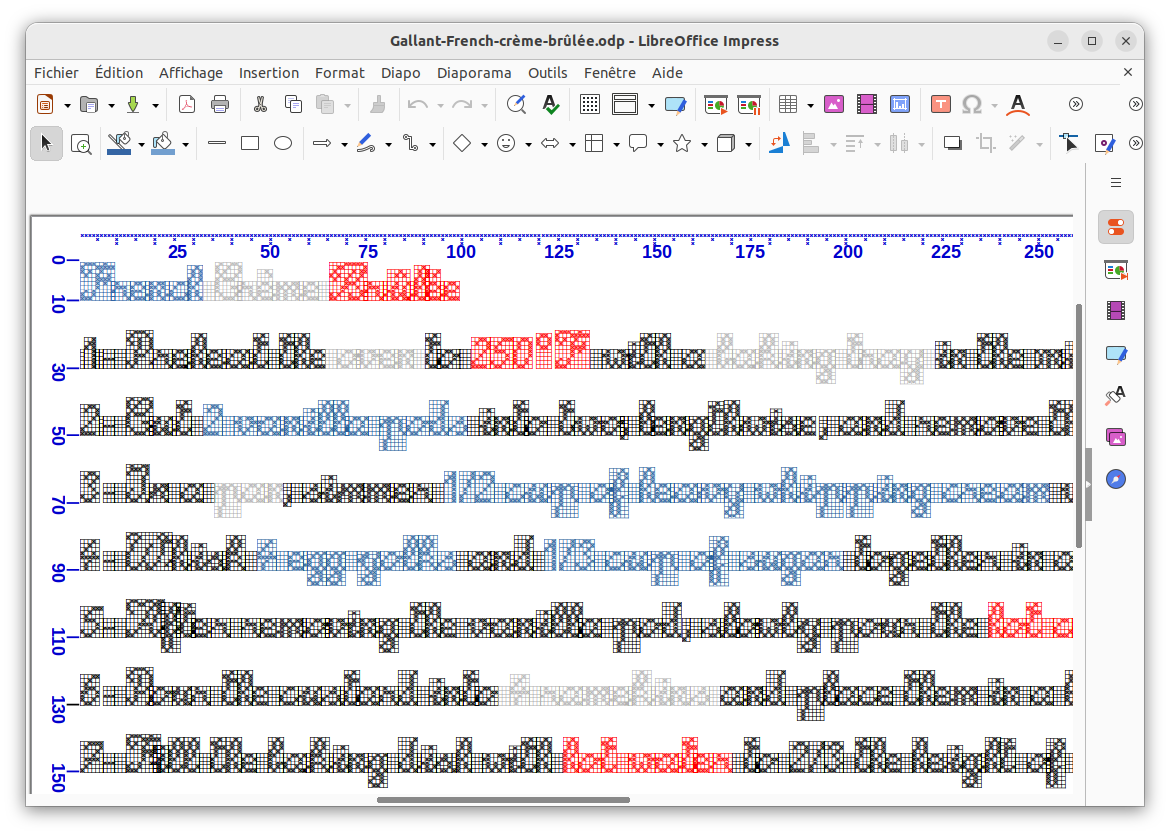 Gallant-French-crème-brûlée.odp - LibreOffice Impress
Fichier Édition Affichage Insertion Format Diapo Diaporama Outils Fenêtre Aide
25 50 75 100 125 150 175 200 225 250
0 10 30 50 70 90 110 130 150
French Crème Brûlée
1- Preheat the oven to 250°F with a baking tray in the
2- Cut 2 vanilla pods into two lengthwise, and remove
3- In a pan, simmer 1/2 cup of heavy whipping cream
4- Whisk egg yolks and 1/3 cup of sugar together in a
5- After removing the vanilla pod, slowly pour the hot
6- Pour the custard into and place them in a
7- Fill the baking dish with hot water to 2/3 the height of